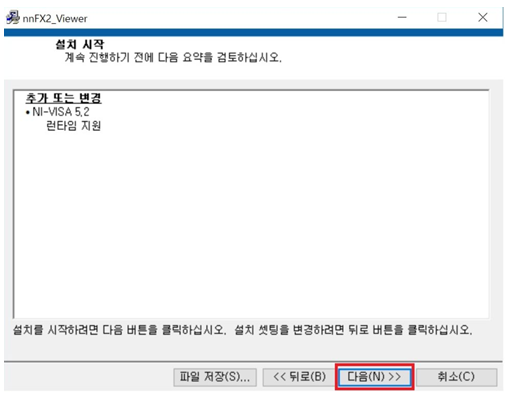 nnFX2_Viewer
설치 시작
계속 진행하기 전에 다음 요약을 검토하십시오.
추가 또는 변경
• NI-VISA 5.2
런타임 지원
설치를 시작하려면 다음 버튼을 클릭하십시오. 설치 셋팅을 변경하려면 뒤로 버튼을 클릭하십시오.
파일 저장(S)... << 뒤로(B) 다음(N) >> 취소(C)